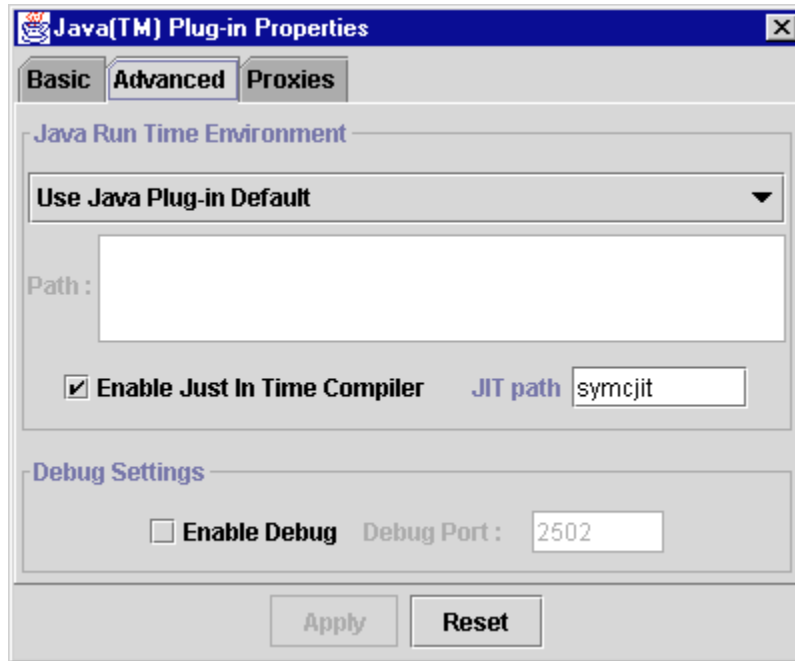 Java(TM) Plug-in Properties
Basic Advanced Proxies
Java Run Time Environment
Use Java Plug-in Default
Path :
Enable Just In Time Compiler JIT path symcjit
Debug Settings
Enable Debug Debug Port : 2502
Apply Reset